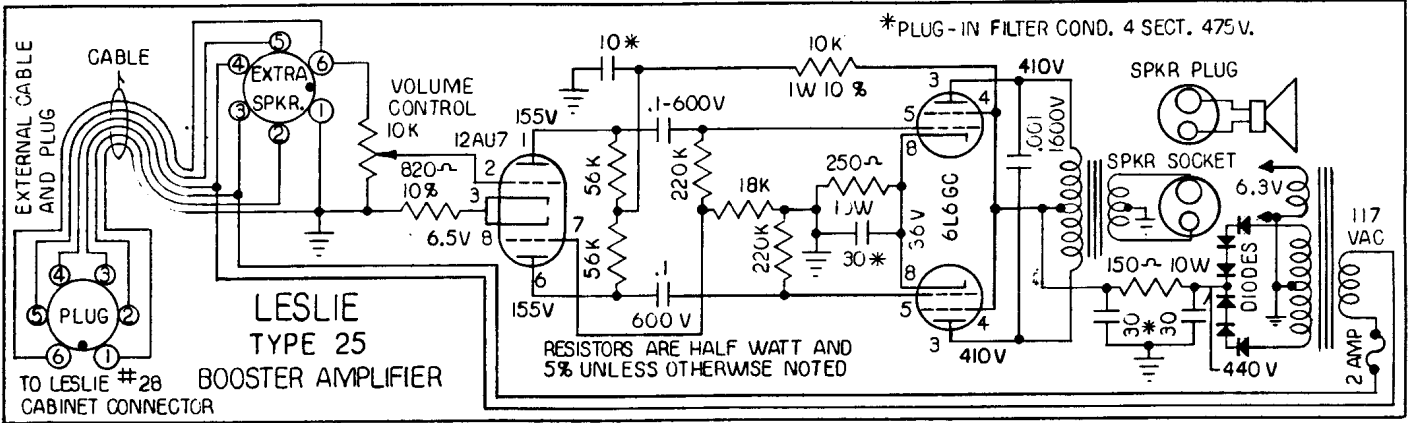 *PLUG-IN FILTER COND. 4 SECT. 475V.
EXTERNAL CABLE
AND PLUG
CABLE
5
4
6
EXTRA
SPKR.
3
1
2
VOLUME
CONTROL
10K
820Ω
10%
12AU7
155V
1
2
3
6.5V
8
7
6
155V
10*
56K
56K
.1-600V
.1
600V
220K
18K
220K
10K
1W 10%
250Ω
10W
30*
36V
3
4
5
8
6L6GC
8
5
4
3
410V
410V
.001
1600V
SPKR PLUG
SPKR SOCKET
6.3V
117
VAC
150Ω 10W
DIODES
30*
30
440V
2 AMP
4
3
5
PLUG
2
6
1
TO LESLIE #28
CABINET CONNECTOR
LESLIE
TYPE 25
BOOSTER AMPLIFIER
RESISTORS ARE HALF WATT AND
5% UNLESS OTHERWISE NOTED